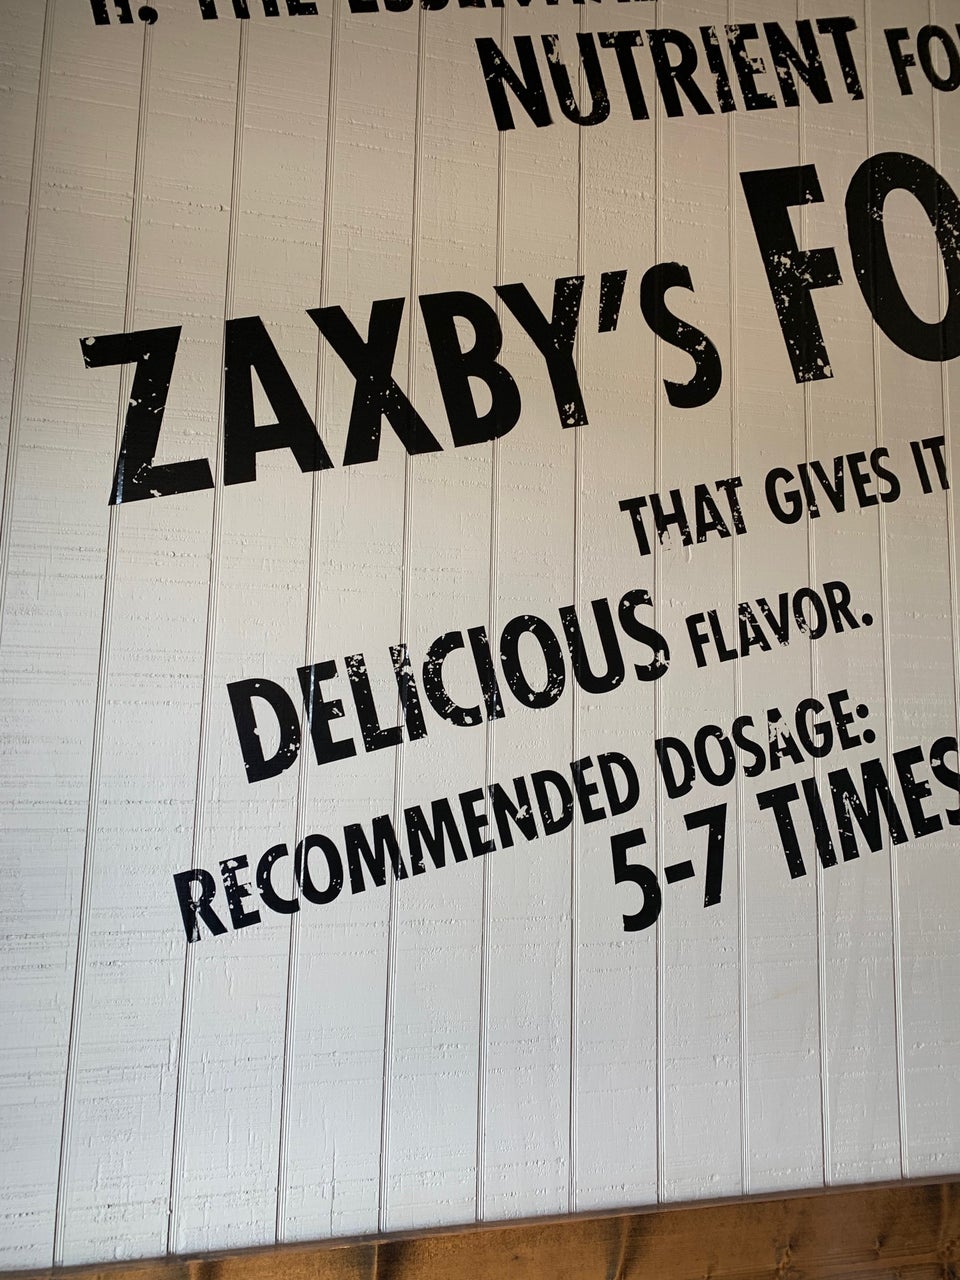 NUTRIENT
ZAXBY'S
THAT GIVES IT
DELICIOUS FLAVOR.
RECOMMENDED DOSAGE:
5-7 TIMES